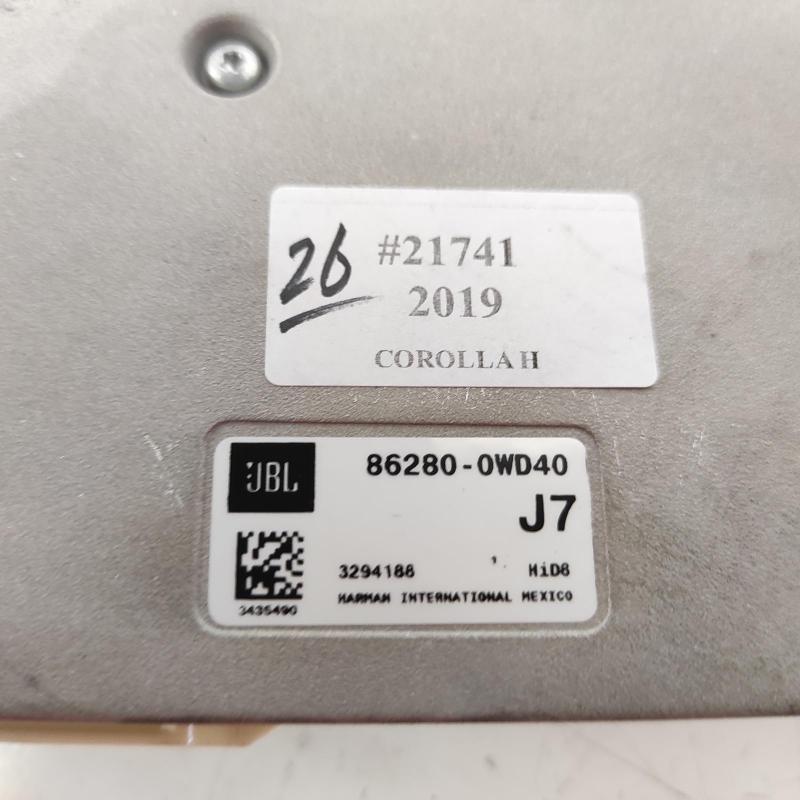 26
#21741
2019
COROLLA H
JBL
86280-0WD40
J7
3294188 HiD8
HARMAN INTERNATIONAL MEXICO
3435490